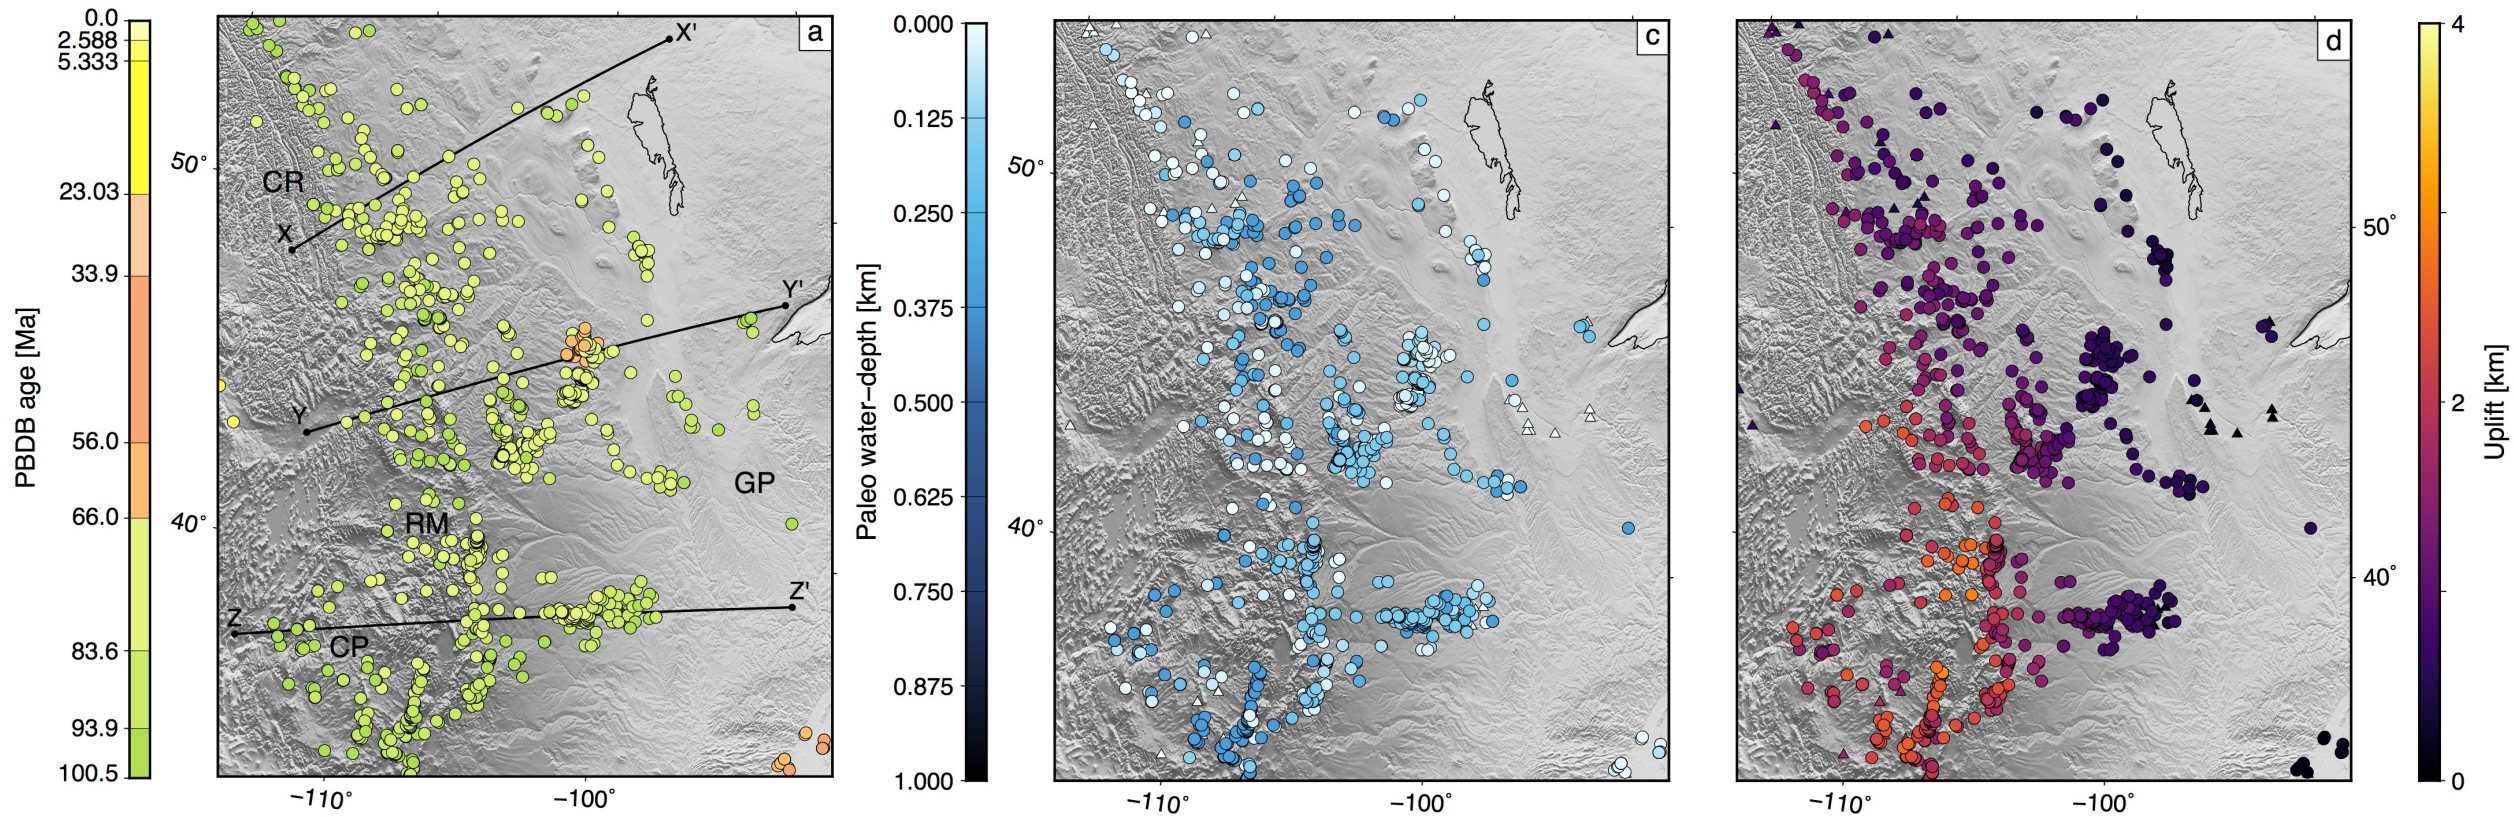 PBDB age [Ma]
0.0
2.588
5.333
23.03
33.9
56.0
66.0
83.6
93.9
100.5
a
X'
50°
CR
X
Y'
Y
GP
40°
RM
Z'
Z
CP
−110°
−100°
Paleo water−depth [km]
0.000
0.125
0.250
0.375
0.500
0.625
0.750
0.875
1.000
c
50°
40°
−110°
−100°
d
50°
40°
−110°
−100°
4
2
0
Uplift [km]